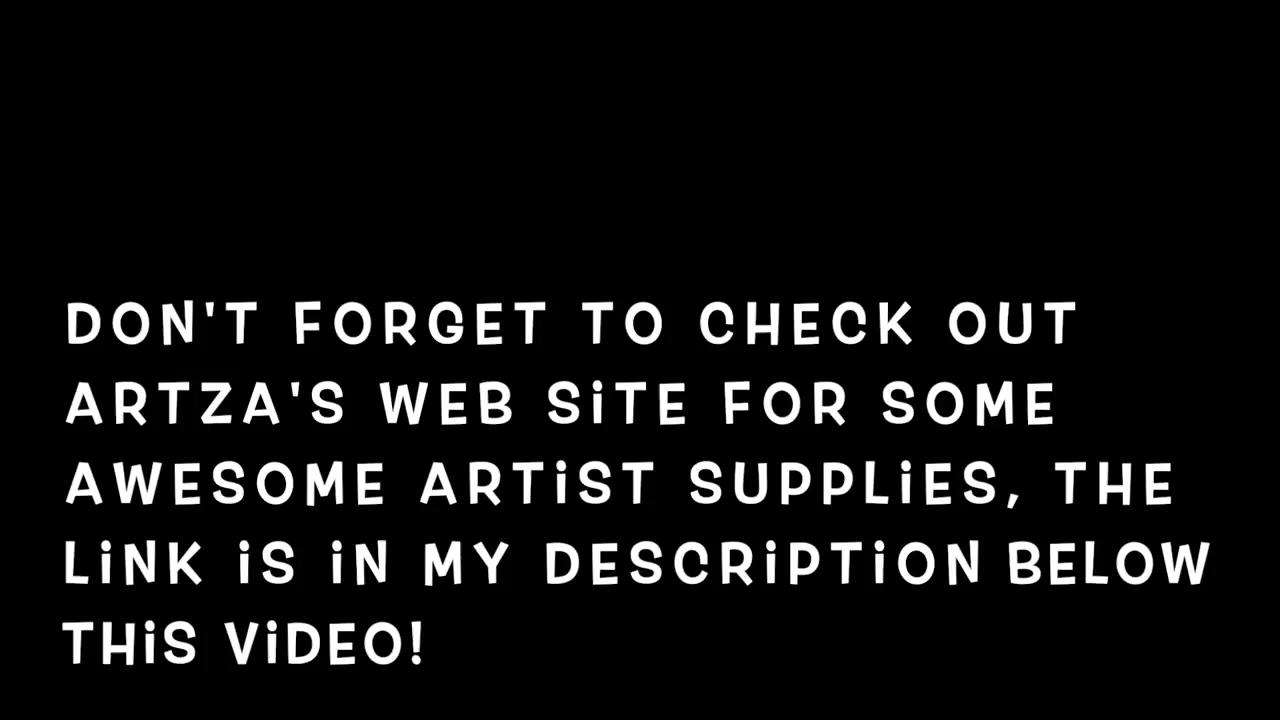 DON'T FORGET TO CHECK OUT
ARTZA'S WEB SiTE FOR SOME
AWESOME ARTiST SUPPLiES, THE
LiNK iS iN MY DESCRiPTiON BELOW
THiS ViDEO!